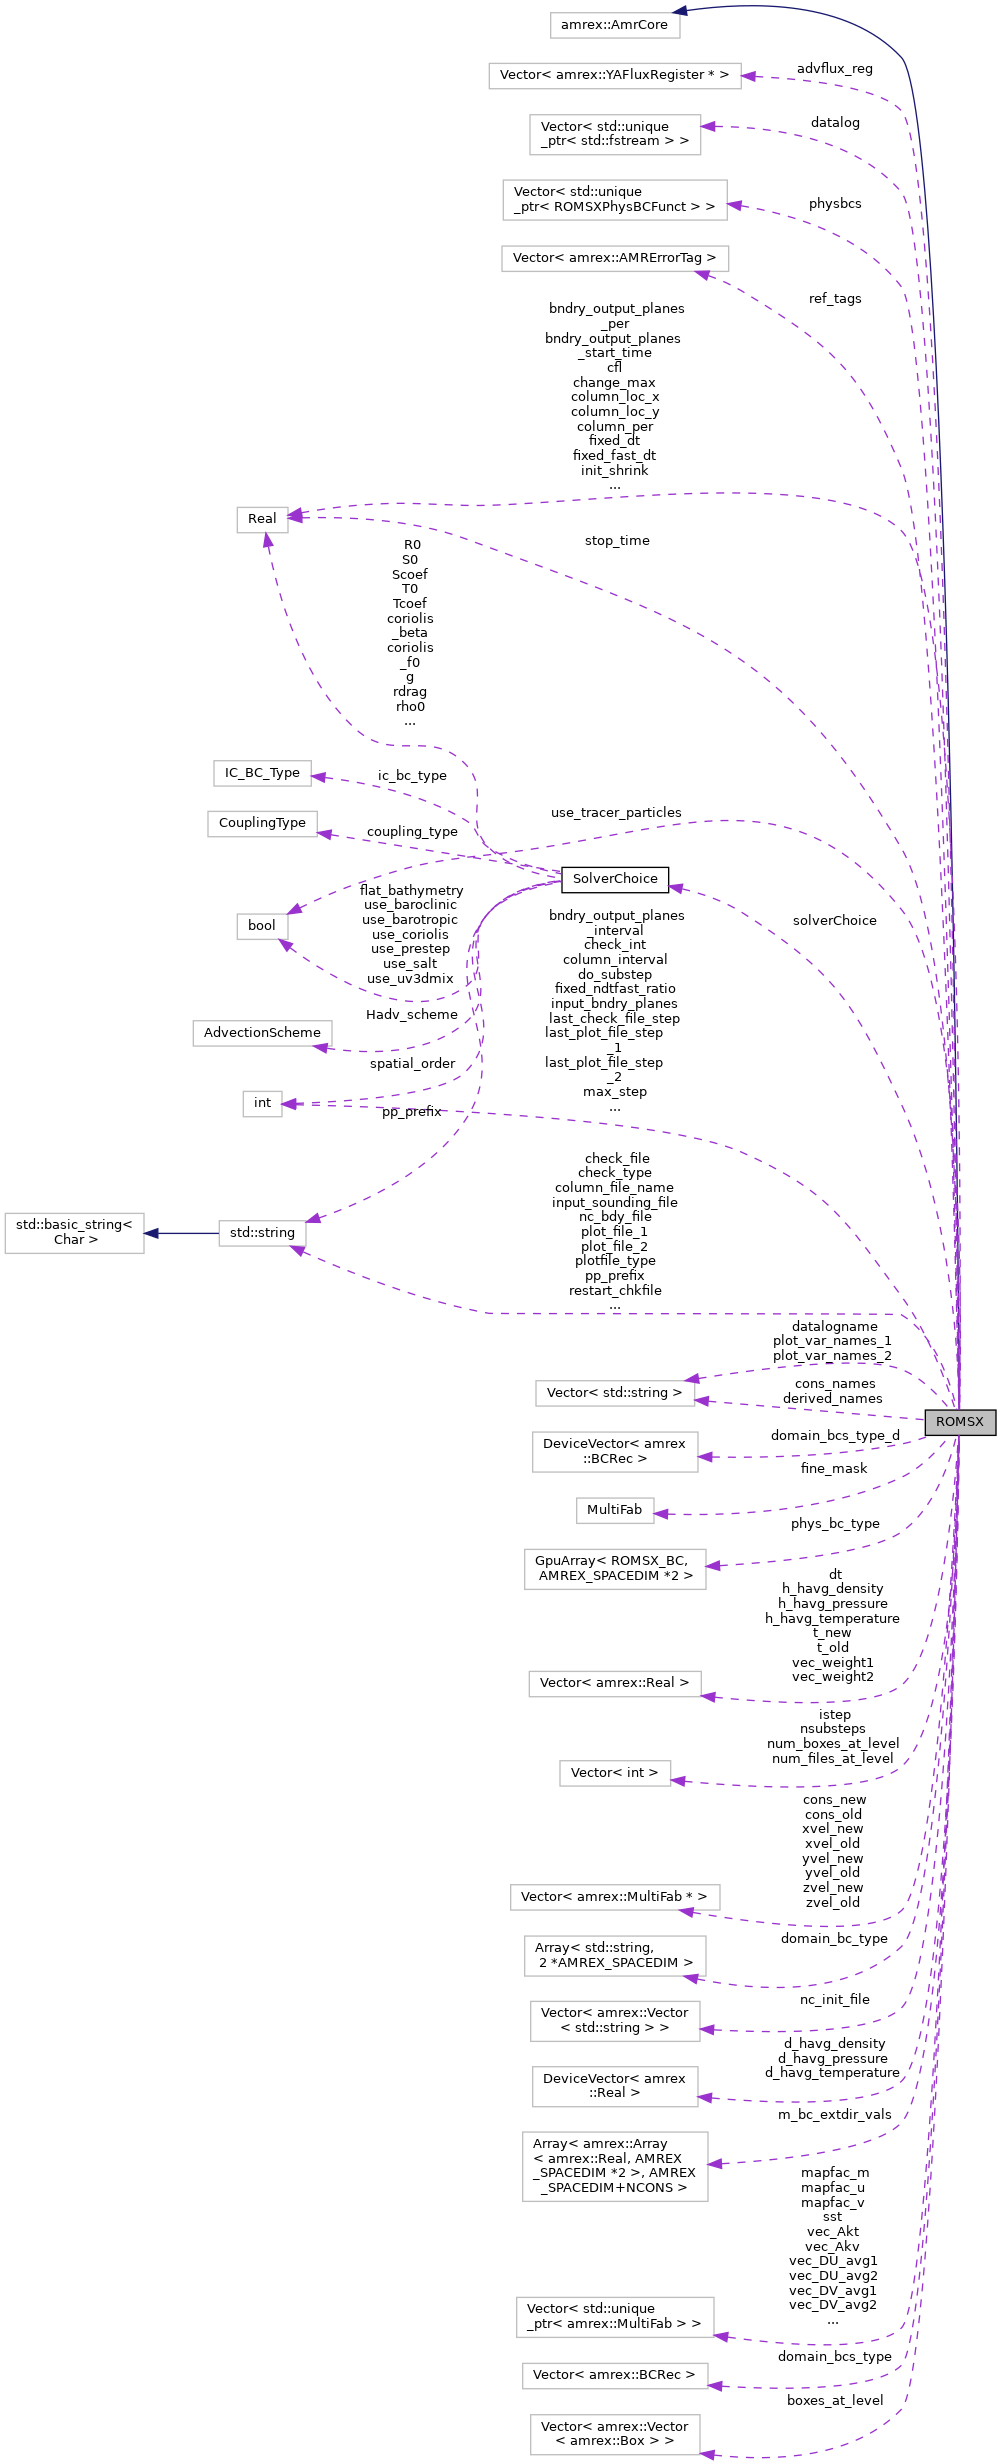 amrex::AmrCore
Vector< amrex::YAFluxRegister * >
advflux_reg
Vector< std::unique
_ptr< std::fstream > >
datalog
Vector< std::unique
_ptr< ROMSXPhysBCFunct > >
physbcs
Vector< amrex::AMRErrorTag >
ref_tags
bndry_output_planes
_per
bndry_output_planes
_start_time
cfl
change_max
column_loc_x
column_loc_y
column_per
fixed_dt
fixed_fast_dt
init_shrink
...
Real
stop_time
R0
S0
Scoef
T0
Tcoef
coriolis
_beta
coriolis
_f0
g
rdrag
rho0
...
IC_BC_Type
ic_bc_type
CouplingType
coupling_type
use_tracer_particles
SolverChoice
solverChoice
bool
flat_bathymetry
use_baroclinic
use_barotropic
use_coriolis
use_prestep
use_salt
use_uv3dmix
AdvectionScheme
Hadv_scheme
spatial_order
int
pp_prefix
bndry_output_planes
_interval
check_int
column_interval
do_substep
fixed_ndtfast_ratio
input_bndry_planes
last_check_file_step
last_plot_file_step
_1
last_plot_file_step
_2
max_step
...
std::basic_string<
Char >
std::string
check_file
check_type
column_file_name
input_sounding_file
nc_bdy_file
plot_file_1
plot_file_2
plotfile_type
pp_prefix
restart_chkfile
...
datalogname
plot_var_names_1
plot_var_names_2
Vector< std::string >
cons_names
derived_names
ROMSX
DeviceVector< amrex
::BCRec >
domain_bcs_type_d
MultiFab
fine_mask
GpuArray< ROMSX_BC,
AMREX_SPACEDIM *2 >
phys_bc_type
dt
h_havg_density
h_havg_pressure
h_havg_temperature
t_new
t_old
vec_weight1
vec_weight2
Vector< amrex::Real >
istep
nsubsteps
num_boxes_at_level
num_files_at_level
Vector< int >
cons_new
cons_old
xvel_new
xvel_old
yvel_new
yvel_old
zvel_new
zvel_old
Vector< amrex::MultiFab * >
Array< std::string,
2 *AMREX_SPACEDIM >
domain_bc_type
Vector< amrex::Vector
< std::string > >
nc_init_file
DeviceVector< amrex
::Real >
d_havg_density
d_havg_pressure
d_havg_temperature
Array< amrex::Array
< amrex::Real, AMREX
_SPACEDIM *2 >, AMREX
_SPACEDIM+NCONS >
m_bc_extdir_vals
mapfac_m
mapfac_u
mapfac_v
sst
vec_Akt
vec_Akv
vec_DU_avg1
vec_DU_avg2
vec_DV_avg1
vec_DV_avg2
...
Vector< std::unique
_ptr< amrex::MultiFab > >
Vector< amrex::BCRec >
domain_bcs_type
Vector< amrex::Vector
< amrex::Box > >
boxes_at_level